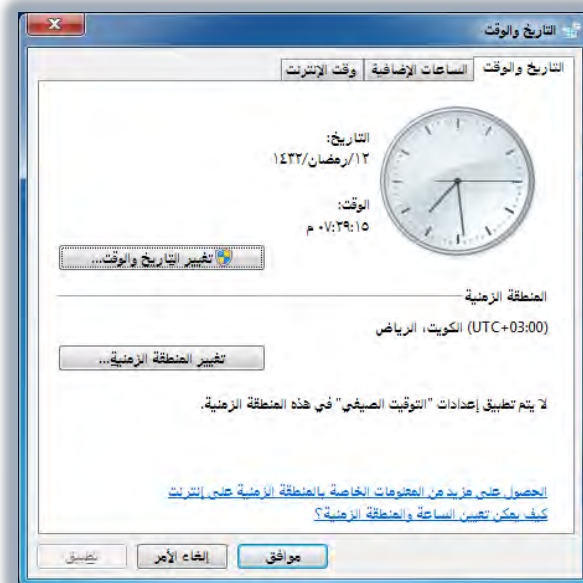 التاريخ والوقت
التاريخ والوقت الساعات الإضافية وقت الإنترنت
التاريخ:
١٢/رمضان/١٤٣٢
الوقت:
٠٧:٢٩:١٥ م
تغيير التاريخ والوقت...
المنطقة الزمنية
(UTC+03:00) الكويت، الرياض
تغيير المنطقة الزمنية...
لا يتم تطبيق إعدادات "التوقيت الصيفي" في هذه المنطقة الزمنية.
الحصول على مزيد من المعلومات الخاصة بالمنطقة الزمنية على إنترنت
كيف يمكن تعيين الساعة والمنطقة الزمنية؟
موافق إلغاء الأمر تطبيق